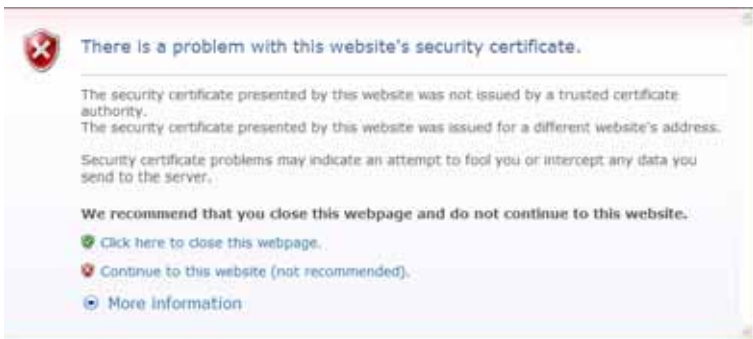 There is a problem with this website's security certificate.
The security certificate presented by this website was not issued by a trusted certificate
authority.
The security certificate presented by this website was issued for a different website's address.
Security certificate problems may indicate an attempt to fool you or intercept any data you
send to the server.
We recommend that you close this webpage and do not continue to this website.
Click here to close this webpage.
Continue to this website (not recommended).
More information